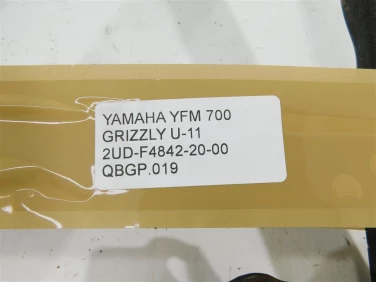 YAMAHA YFM 700
GRIZZLY U-11
2UD-F4842-20-00
QBGP.019